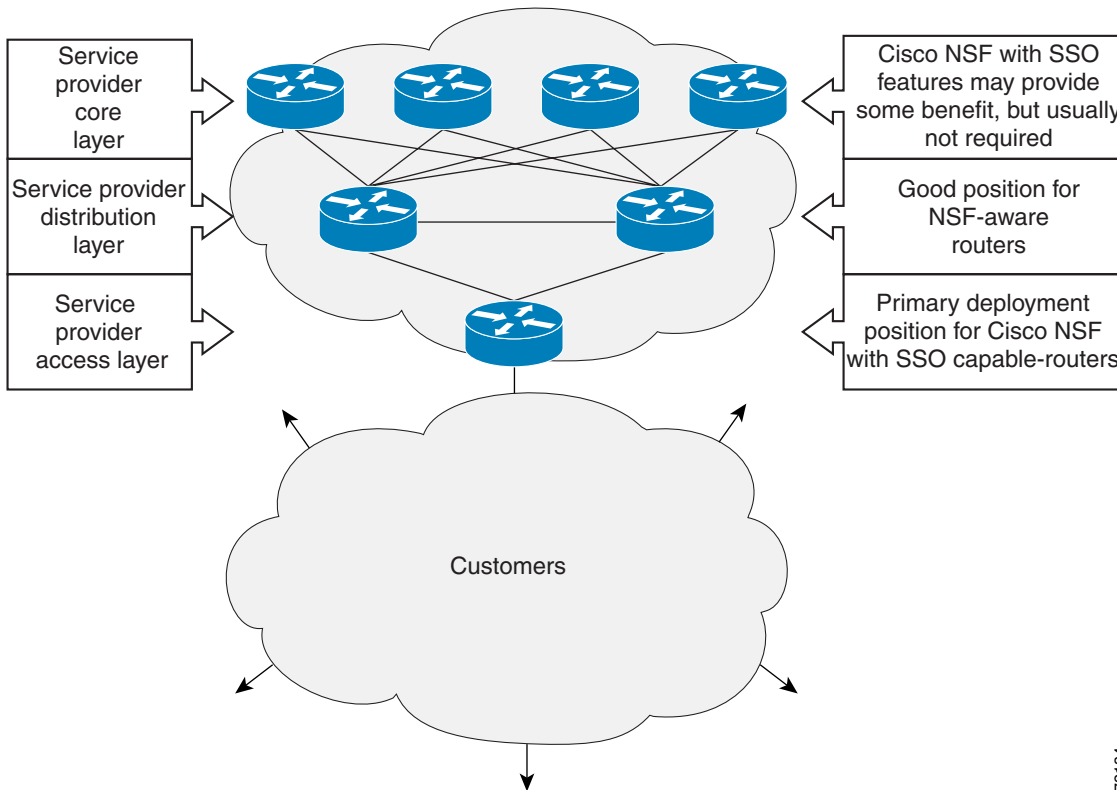 Service
provider
core
layer
Cisco NSF with SSO
features may provide
some benefit, but usually
not required
Service provider
distribution
layer
Good position for
NSF-aware
routers
Service
provider
access layer
Primary deployment
position for Cisco NSF
with SSO capable-routers
Customers